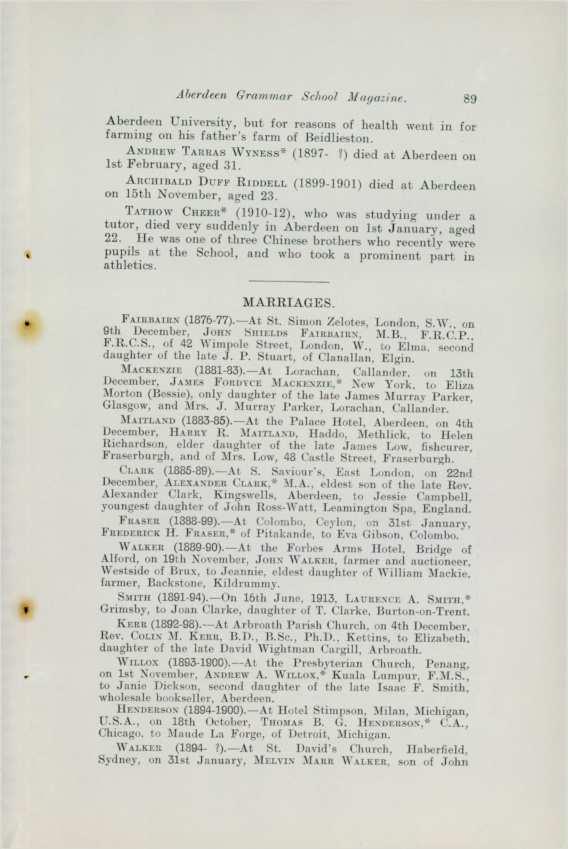 Aberdeen Grammar School Magazine. 89
Aberdeen University, but for reasons of health went in for
farming on his father's farm of Beidlieston.
Andrew Tarras Wyness* (1897- ?) died at Aberdeen on
1st February, aged 31.
Archibald Duff Riddell (1899-1901) died at Aberdeen
on 15th November, aged 23.
Tathow Cheer* (1910-12), who was studying under a
tutor, died very suddenly in Aberdeen on 1st January, aged
22. He was one of three Chinese brothers who recently were
pupils at the School, and who took a prominent part in
athletics.
MARRIAGES.
Fairbairn (1876-77).—At St. Simon Zelotes, London, S.W., on
9th December, John Shields Fairbairn, M.B., F.R.C.P.,
F.R.C.S., of 42 Wimpole Street, London, W., to Elma, second
daughter of the late J. P. Stuart, of Clanallan, Elgin.
Mackenzie (1881-83).—At Lorachan, Callander, on 13th
December, James Fordyce Mackenzie,* New York, to Eliza
Morton (Bessie), only daughter of the late James Murray Parker,
Glasgow, and Mrs. J. Murray Parker, Lorachan, Callander.
Maitland (1883-85).—At the Palace Hotel, Aberdeen, on 4th
December, Harry R. Maitland, Haddo, Methlick, to Helen
Richardson, elder daughter of the late James Low, fishcurer,
Fraserburgh, and of Mrs. Low, 48 Castle Street, Fraserburgh.
Clark (1885-89).—At S. Saviour's, East London, on 22nd
December, Alexander Clark,* M.A., eldest son of the late Rev.
Alexander Clark, Kingswells, Aberdeen, to Jessie Campbell,
youngest daughter of John Ross-Watt, Leamington Spa, England.
Fraser (1888-99).—At Colombo, Ceylon, on 31st January,
Frederick H. Fraser,* of Pitakande, to Eva Gibson, Colombo.
Walker (1889-90).—At the Forbes Arms Hotel, Bridge of
Alford, on 19th November, John Walker, farmer and auctioneer,
Westside of Brux, to Jeannie, eldest daughter of William Mackie,
farmer, Backstone, Kildrummy.
Smith (1891-94).—On 15th June, 1913, Laurence A. Smith,*
Grimsby, to Joan Clarke, daughter of T. Clarke, Burton-on-Trent.
Kerr (1892-98).—At Arbroath Parish Church, on 4th December,
Rev. Colin M. Kerr, B.D., B.Sc., Ph.D., Kettins, to Elizabeth,
daughter of the late David Wightman Cargill, Arbroath.
Willox (1893-1900).—At the Presbyterian Church, Penang,
on 1st November, Andrew A. Willox,* Kuala Lumpur, F.M.S.,
to Janie Dickson, second daughter of the late Isaac F. Smith,
wholesale bookseller, Aberdeen.
Henderson (1894-1900).—At Hotel Stimpson, Milan, Michigan,
U.S.A., on 18th October, Thomas B. G. Henderson,* C.A.,
Chicago, to Maude La Forge, of Detroit, Michigan.
Walker (1894- ?).—At St. David's Church, Haberfield,
Sydney, on 31st January, Melvin Marr Walker, son of John